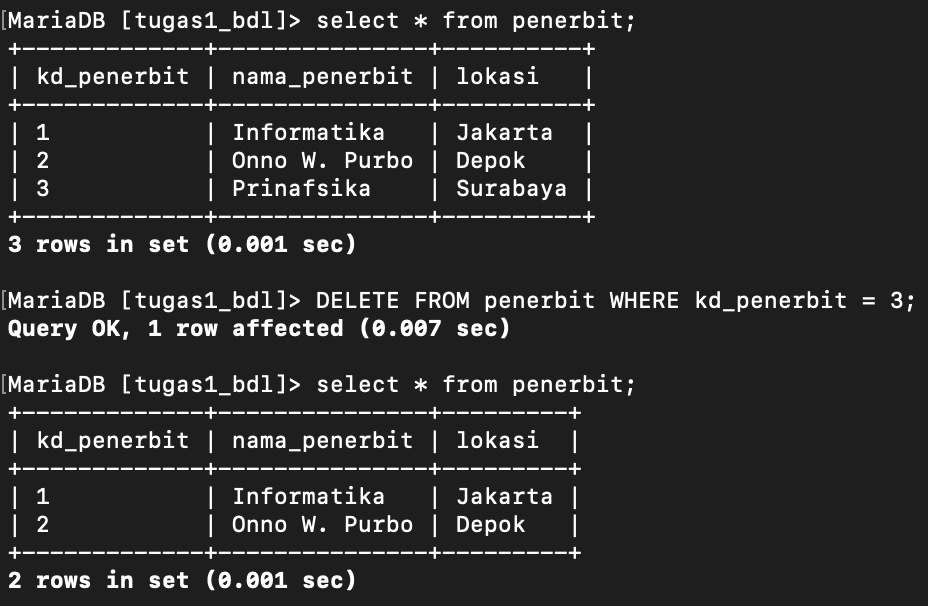 [MariaDB [tugas1_bdl]> select * from penerbit;
+-------------+---------------+----------+
| kd_penerbit | nama_penerbit | lokasi   |
+-------------+---------------+----------+
| 1           | Informatika   | Jakarta  |
| 2           | Onno W. Purbo | Depok    |
| 3           | Prinafsika    | Surabaya |
+-------------+---------------+----------+
3 rows in set (0.001 sec)
[MariaDB [tugas1_bdl]> DELETE FROM penerbit WHERE kd_penerbit = 3;
Query OK, 1 row affected (0.007 sec)
[MariaDB [tugas1_bdl]> select * from penerbit;
+-------------+---------------+---------+
| kd_penerbit | nama_penerbit | lokasi  |
+-------------+---------------+---------+
| 1           | Informatika   | Jakarta |
| 2           | Onno W. Purbo | Depok   |
+-------------+---------------+---------+
2 rows in set (0.001 sec)